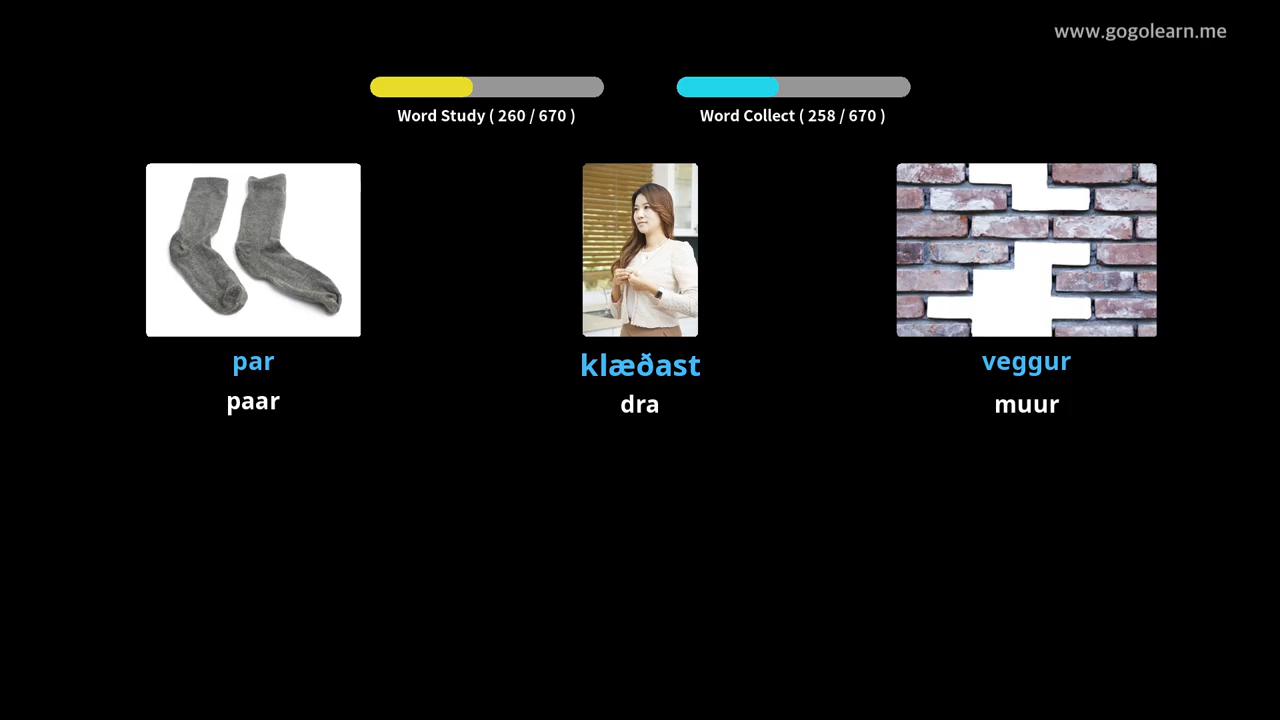 www.gogolearn.me
Word Study ( 260 / 670 )
Word Collect ( 258 / 670 )
par
klæðast
veggur
paar
dra
muur